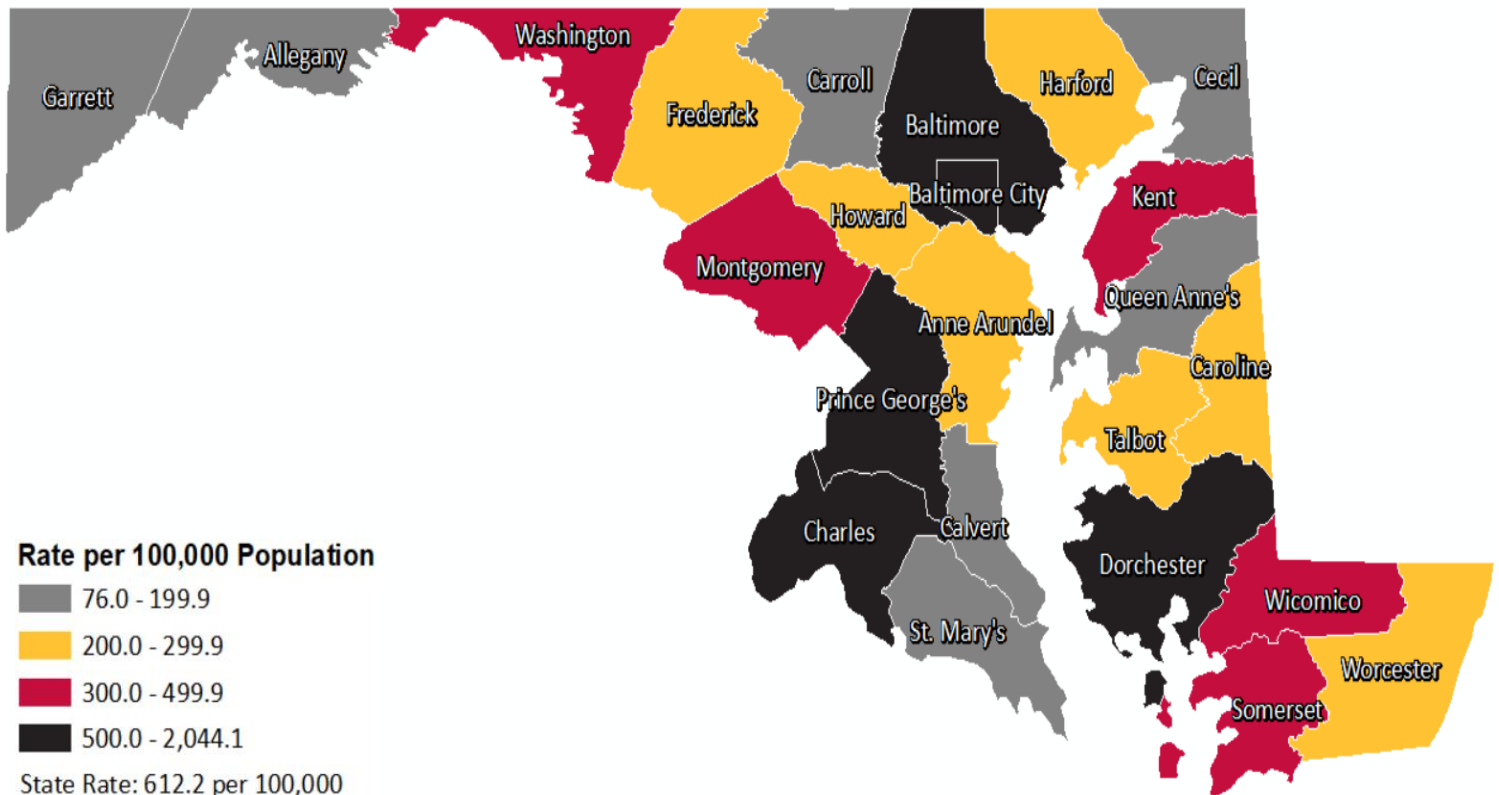 Washington
Allegany
Garrett
Frederick
Carroll
Baltimore
Harford
Cecil
Baltimore City
Howard
Kent
Montgomery
Queen Anne's
Anne Arundel
Caroline
Prince George's
Talbot
Charles
Calvert
Dorchester
St. Mary's
Wicomico
Worcester
Somerset
Rate per 100,000 Population
76.0 - 199.9
200.0 - 299.9
300.0 - 499.9
500.0 - 2,044.1
State Rate: 612.2 per 100,000